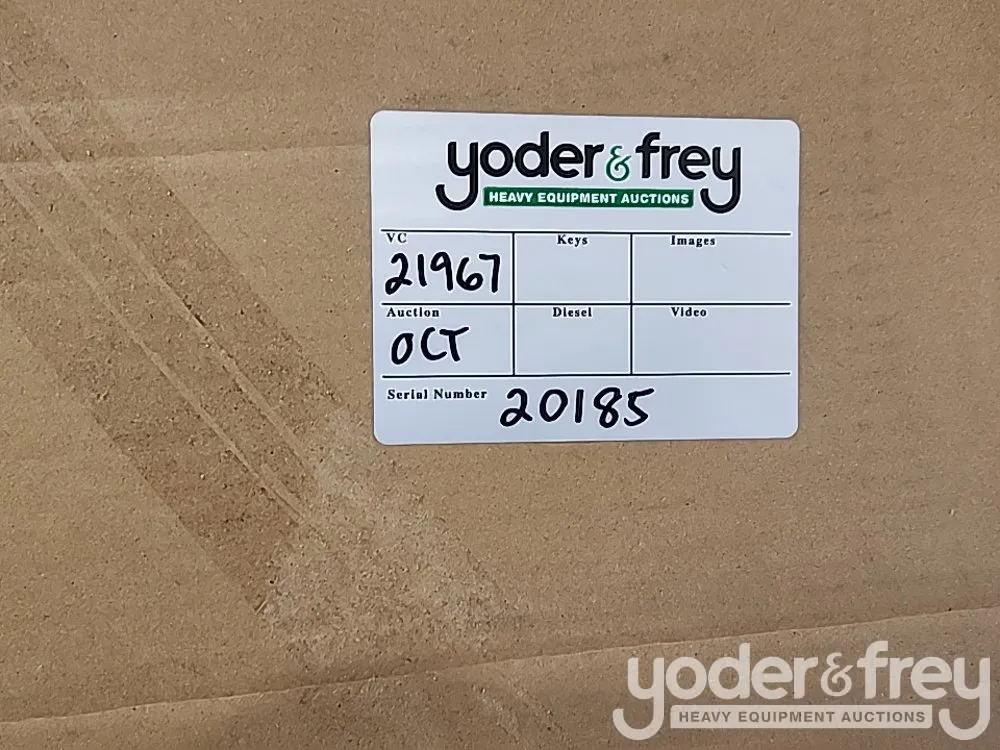 yoder & frey
HEAVY EQUIPMENT AUCTIONS
VC Keys Images
21967
Auction Diesel Video
OCT
Serial Number 20185
yoder & frey
HEAVY EQUIPMENT AUCTIONS